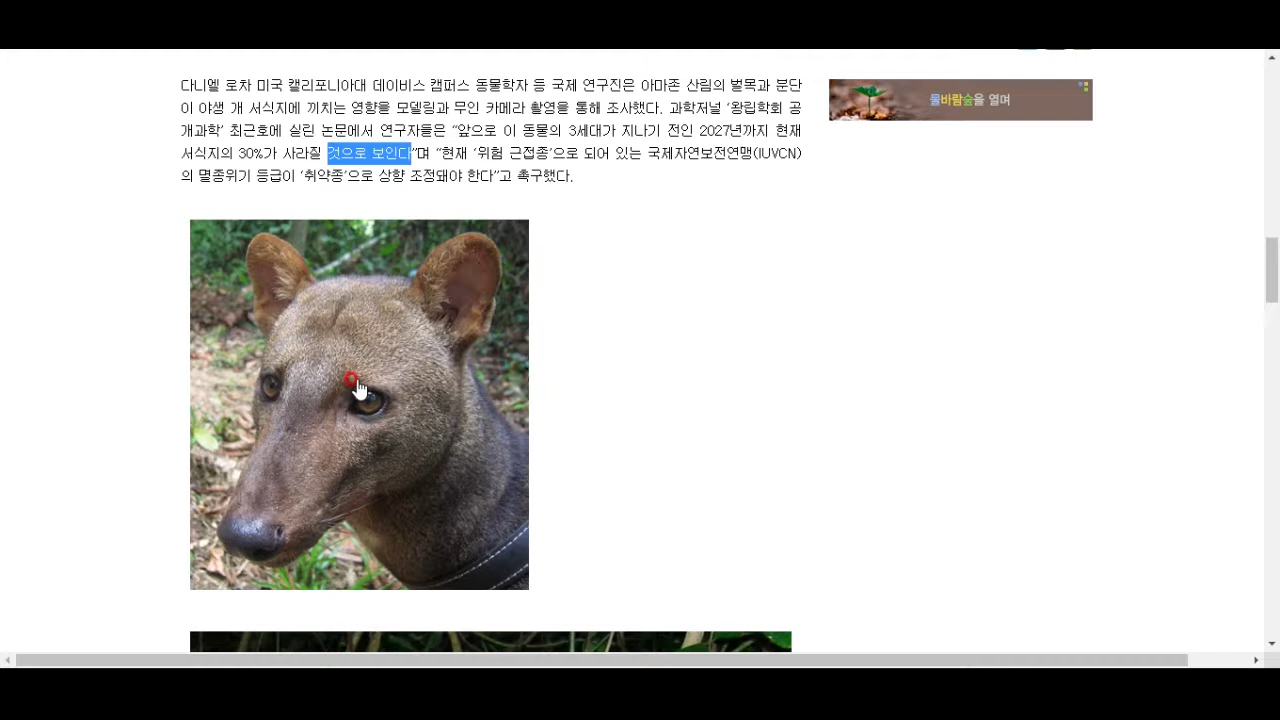 다니엘 로차 미국 캘리포니아대 데이비스 캠퍼스 동물학자 등 국제 연구진은 아마존 산림의 벌목과 분단
이 야생 개 서식지에 끼치는 영향을 모델링과 무인 카메라 촬영을 통해 조사했다. 과학저널 ‘왕립학회 공
개과학’ 최근호에 실린 논문에서 연구자들은 “앞으로 이 동물의 3세대가 지나기 전인 2027년까지 현재
서식지의 30%가 사라질 것으로 보인다”며 “현재 ‘위험 근접종’으로 되어 있는 국제자연보전연맹(IUVCN)
의 멸종위기 등급이 ‘취약종’으로 상향 조정돼야 한다”고 촉구했다.
물바람숲을 열며